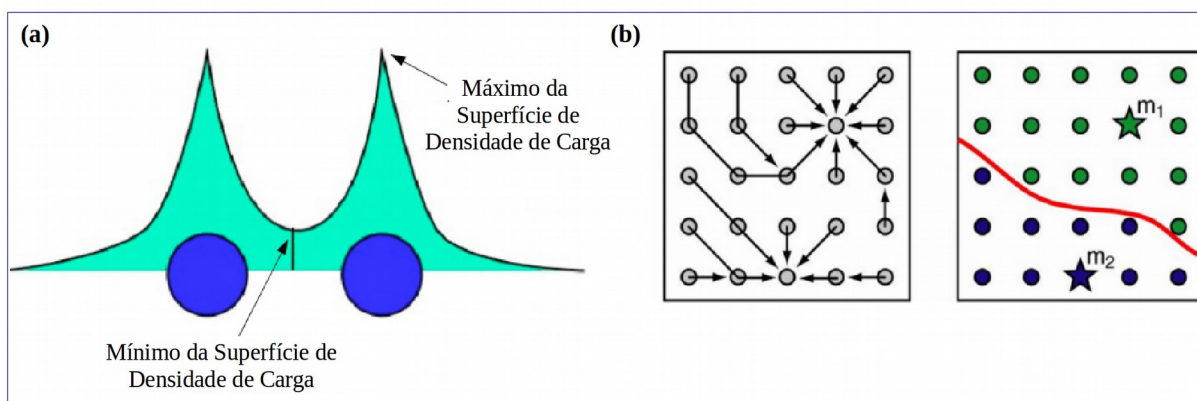 (a)
Máximo da
Superfície de
Densidade de Carga
Mínimo da Superfície de
Densidade de Carga
(b)
m1
m2